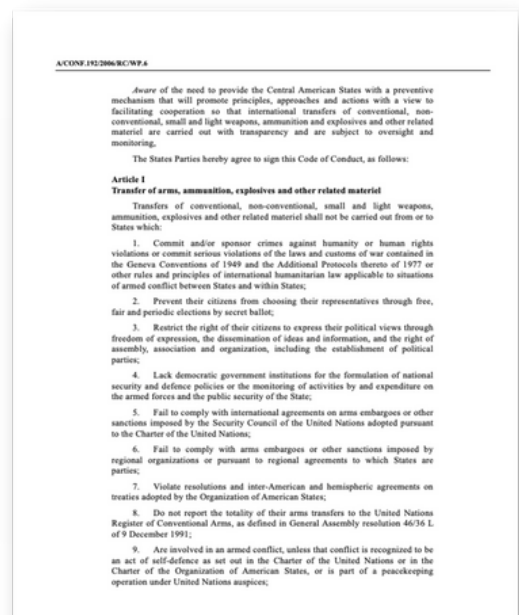 A/CONF.192/2006/RC/WP.6
Aware of the need to provide the Central American States with a preventive
mechanism that will promote principles, approaches and actions with a view to
facilitating cooperation so that international transfers of conventional, non-
conventional, small and light weapons, ammunition and explosives and other related
materiel are carried out with transparency and are subject to oversight and
monitoring,
The States Parties hereby agree to sign this Code of Conduct, as follows:
Article I
Transfer of arms, ammunition, explosives and other related materiel
Transfers of conventional, non-conventional, small and light weapons,
ammunition, explosives and other related materiel shall not be carried out from or to
States which:
1. Commit and/or sponsor crimes against humanity or human rights
violations or commit serious violations of the laws and customs of war contained in
the Geneva Conventions of 1949 and the Additional Protocols thereto of 1977 or
other rules and principles of international humanitarian law applicable to situations
of armed conflict between States and within States;
2. Prevent their citizens from choosing their representatives through free,
fair and periodic elections by secret ballot;
3. Restrict the right of their citizens to express their political views through
freedom of expression, the dissemination of ideas and information, and the right of
assembly, association and organization, including the establishment of political
parties;
4. Lack democratic government institutions for the formulation of national
security and defence policies or the monitoring of activities by and expenditure on
the armed forces and the public security of the State;
5. Fail to comply with international agreements on arms embargoes or other
sanctions imposed by the Security Council of the United Nations adopted pursuant
to the Charter of the United Nations;
6. Fail to comply with arms embargoes or other sanctions imposed by
regional organizations or pursuant to regional agreements to which States are
parties;
7. Violate resolutions and inter-American and hemispheric agreements on
treaties adopted by the Organization of American States;
8. Do not report the totality of their arms transfers to the United Nations
Register of Conventional Arms, as defined in General Assembly resolution 46/36 L
of 9 December 1991;
9. Are involved in an armed conflict, unless that conflict is recognized to be
an act of self-defence as set out in the Charter of the United Nations or in the
Charter of the Organization of American States, or is part of a peacekeeping
operation under United Nations auspices;